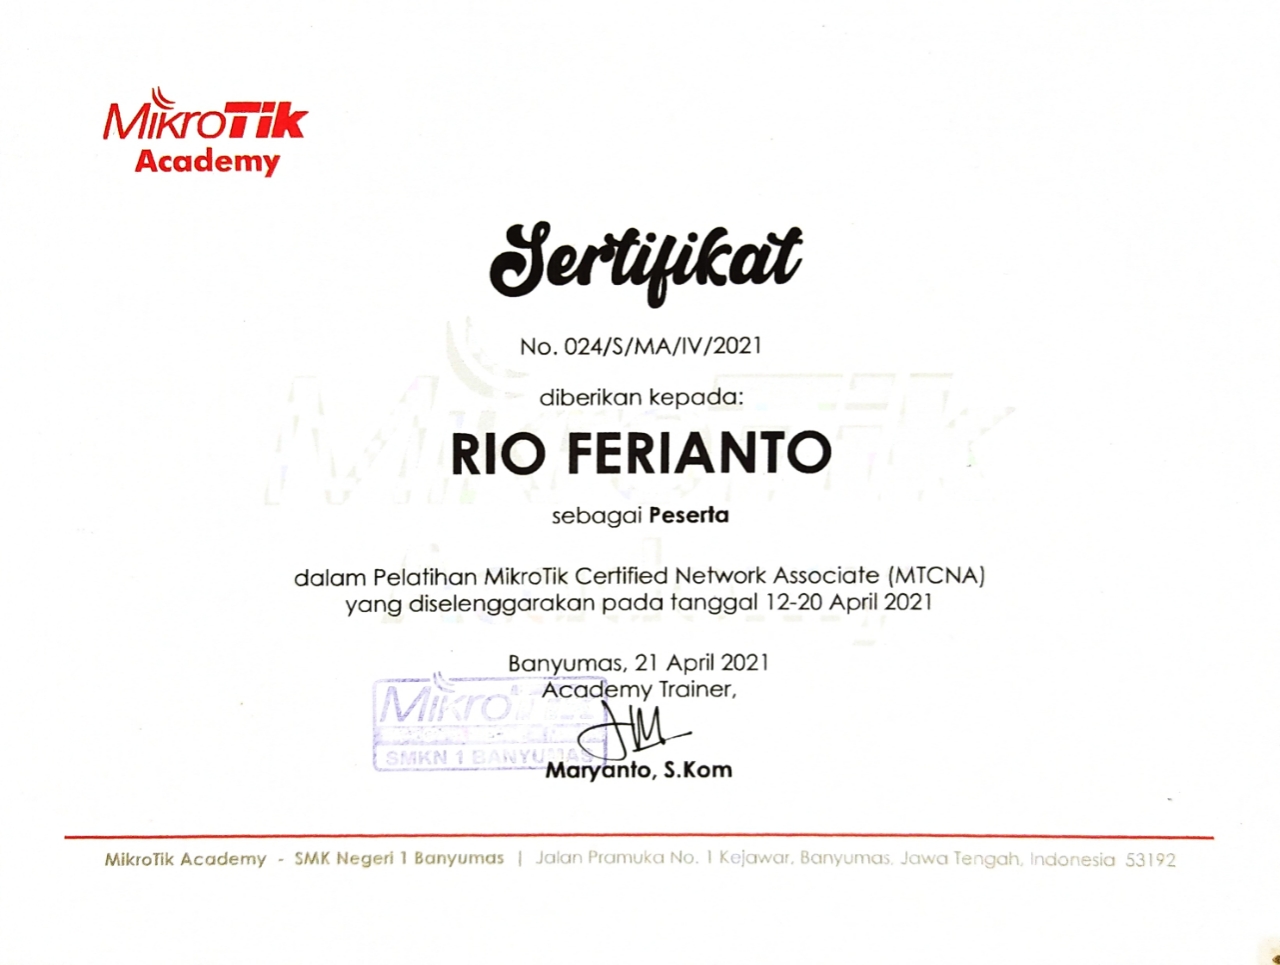 MikroTik
Academy
Sertifikat
No. 024/S/MA/IV/2021
diberikan kepada:
RIO FERIANTO
sebagai Peserta
dalam Pelatihan MikroTik Certified Network Associate (MTCNA)
yang diselenggarakan pada tanggal 12-20 April 2021
Banyumas, 21 April 2021
Academy Trainer,
MikroTik
SMKN 1 BANYUMAS
Maryanto, S.Kom
MikroTik Academy - SMK Negeri 1 Banyumas | Jalan Pramuka No. 1 Kejawar, Banyumas, Jawa Tengah, Indonesia 53192